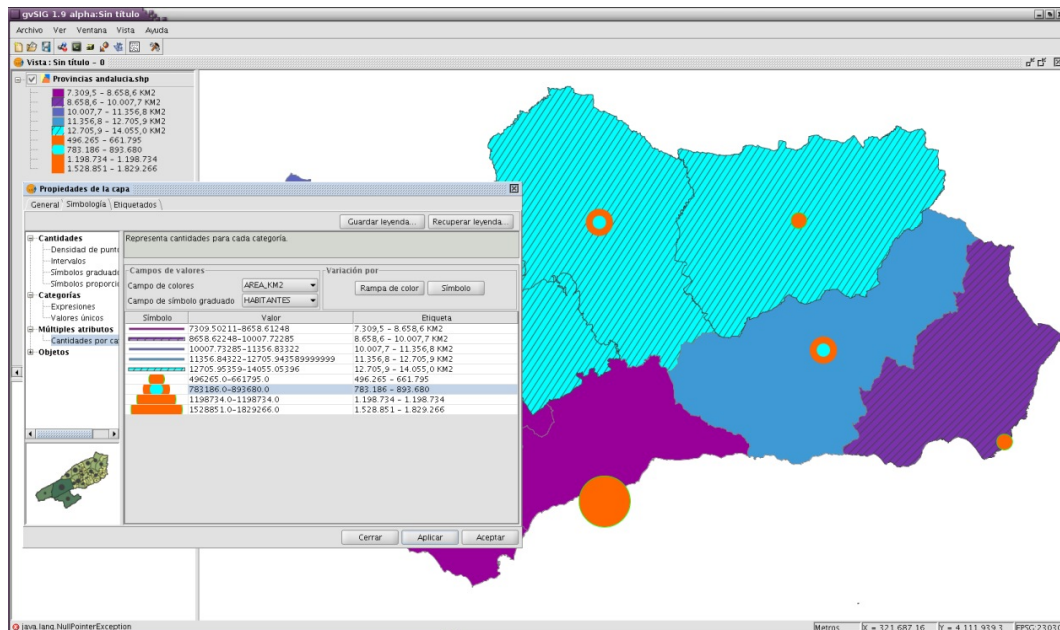 gvSIG 1.9 alpha:Sin título
Archivo Ver Ventana Vista Ayuda
Vista : Sin título - 0
Provincias andalucia.shp
7.309,5 - 8.658,6 KM2
8.658,6 - 10.007,7 KM2
10.007,7 - 11.356,8 KM2
11.356,8 - 12.705,9 KM2
12.705,9 - 14.055,0 KM2
496.265 - 661.795
783.186 - 893.680
1.198.734 - 1.198.734
1.528.851 - 1.829.266
Propiedades de la capa
General Simbología Etiquetados
Guardar leyenda... Recuperar leyenda...
Cantidades
Densidad de punt
Intervalos
Símbolos graduado
Símbolos proporcio
Categorías
Expresiones
Valores únicos
Múltiples atributos
Cantidades por ca
Objetos
Representa cantidades para cada categoría.
Campos de valores
Campo de colores AREA_KM2
Campo de símbolo graduado HABITANTES
Variación por
Rampa de color Símbolo
Símbolo Valor Etiqueta
7309.50211-8658.61248 7.309,5 - 8.658,6 KM2
8658.62248-10007.72285 8.658,6 - 10.007,7 KM2
10007.73285-11356.83322 10.007,7 - 11.356,8 KM2
11356.84322-12705.943589999999 11.356,8 - 12.705,9 KM2
12705.95359-14055.05396 12.705,9 - 14.055,0 KM2
496265.0-661795.0 496.265 - 661.795
783186.0-893680.0 783.186 - 893.680
1198734.0-1198734.0 1.198.734 - 1.198.734
1528851.0-1829266.0 1.528.851 - 1.829.266
Cerrar Aplicar Aceptar
java.lang.NullPointerException
Metros X = 321.687,16 Y = 4.111.939,3 EPSG:2303